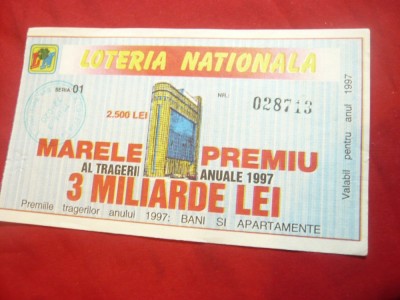 LOTERIA NATIONALA
SERIA 01
NR.
028713
2.500 LEI
MARELE PREMIU
AL TRAGERII ANUALE 1997
3 MILIARDE LEI
Premiile tragerilor anului 1997: BANI SI APARTAMENTE
Valabil pentru anul 1997